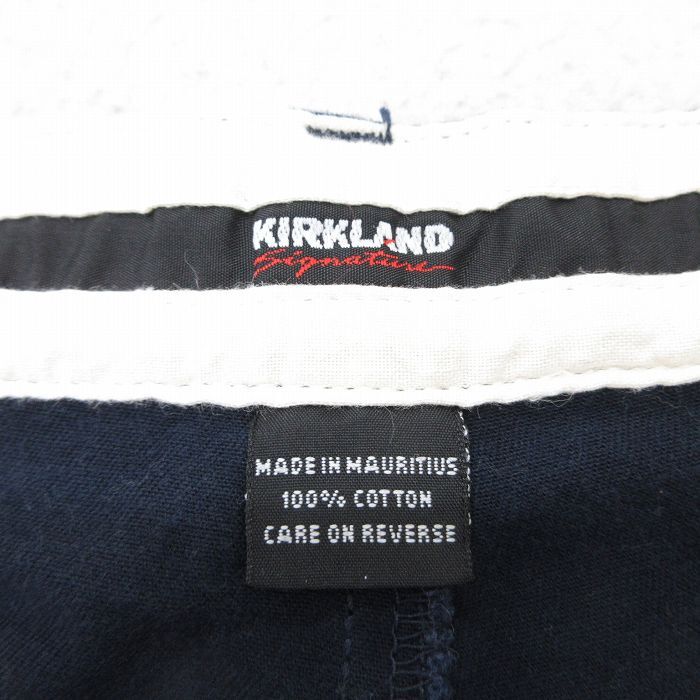 KIRKLAND
Signature
MADE IN MAURITIUS
100% COTTON
CARE ON REVERSE